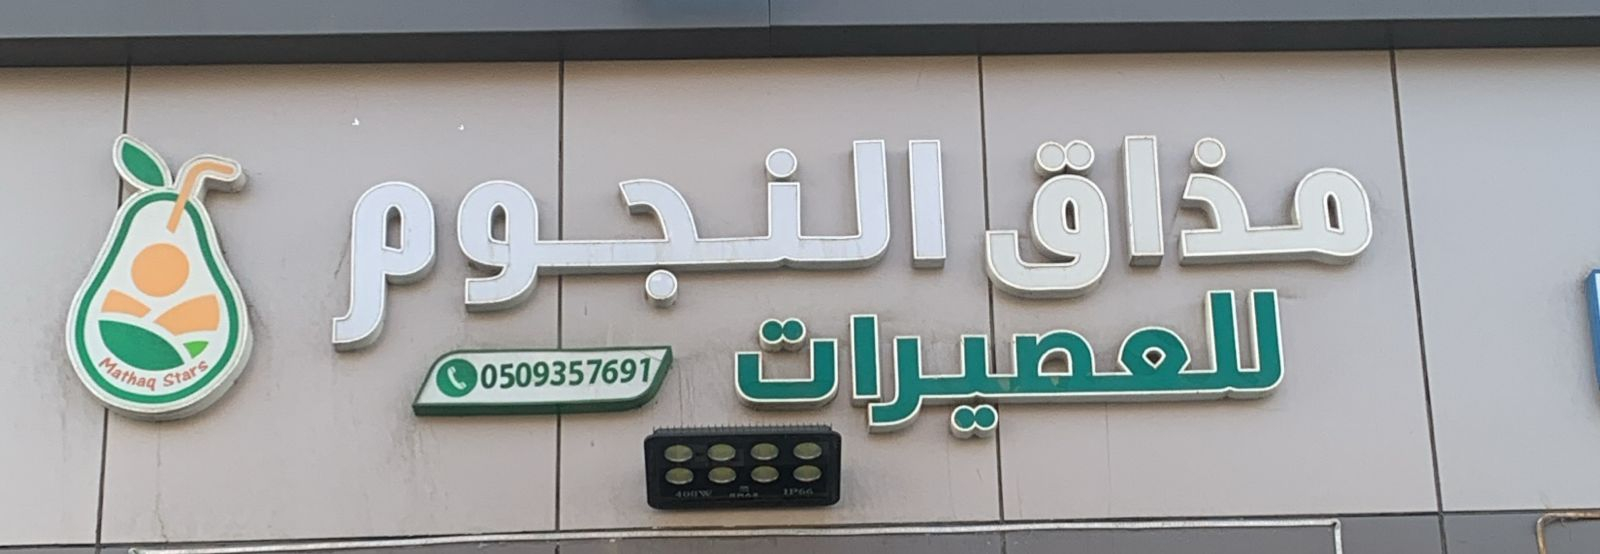 مذاق النجوم
للعصيرات
0509357691
Mathaq Stars
400W IP66